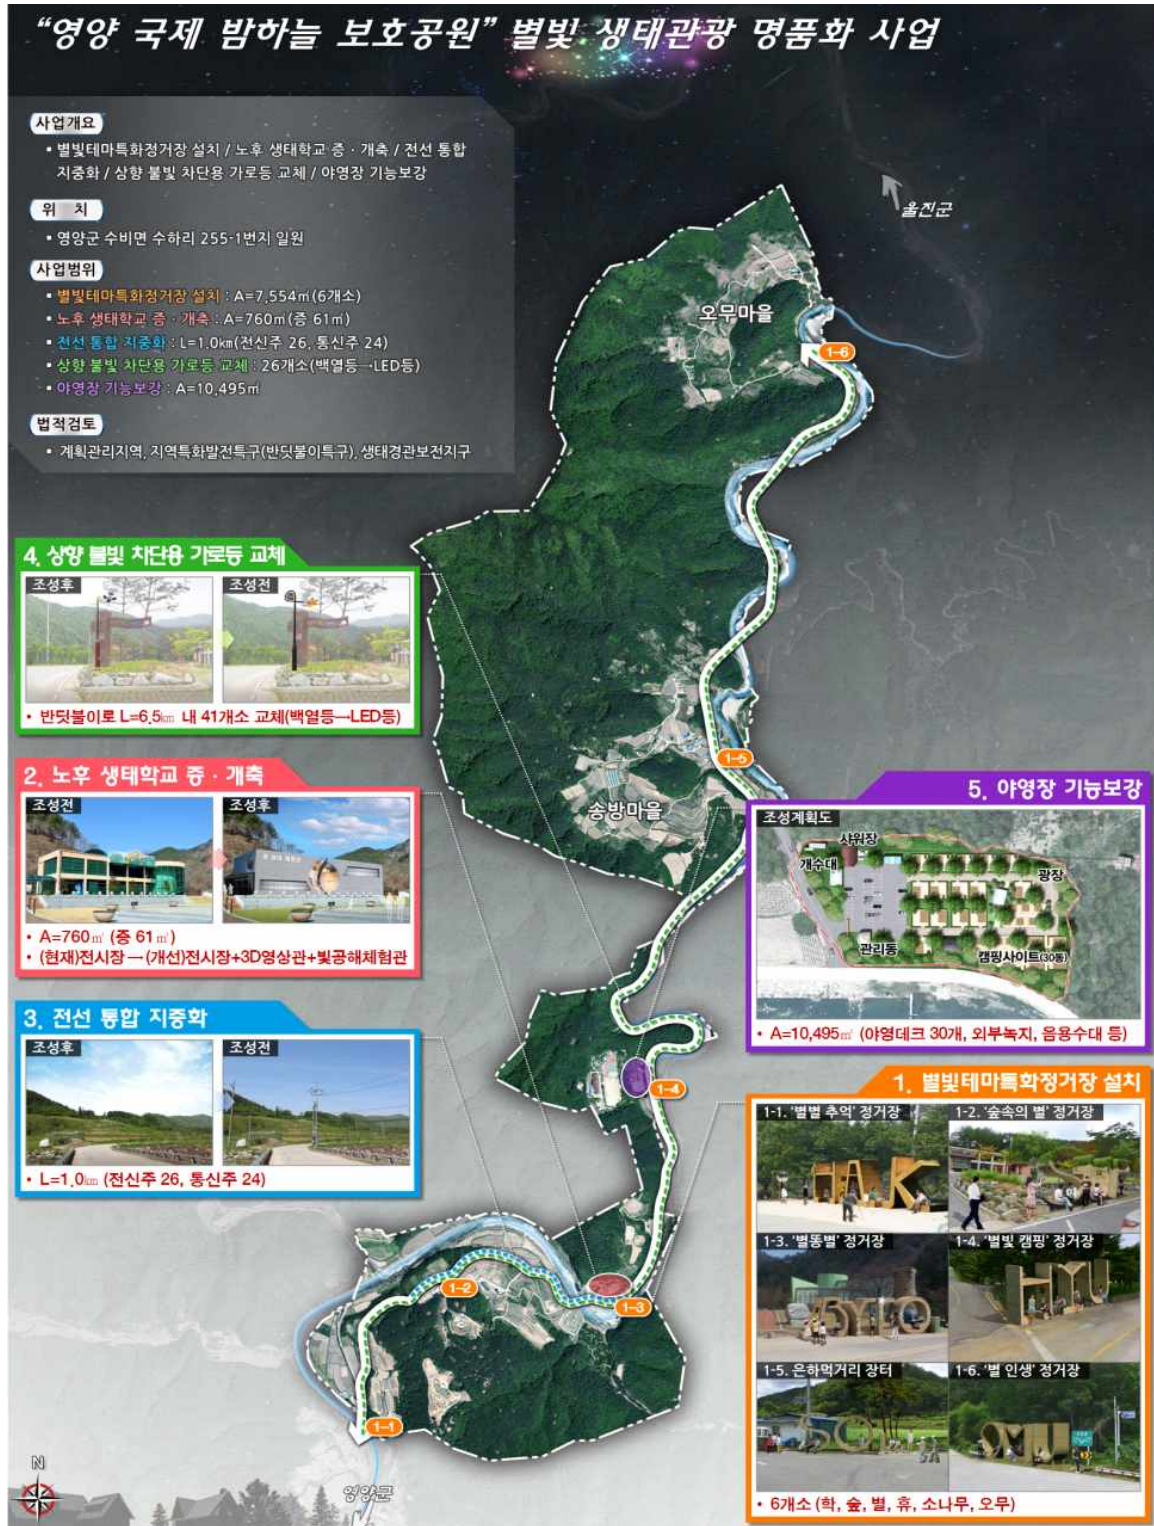 “영양 국제 밤하늘 보호공원” 별빛 생태관광 명품화 사업
사업개요
▪ 별빛테마특화정거장 설치 / 노후 생태학교 증 · 개축 / 전선 통합
지중화 / 상향 불빛 차단용 가로등 교체 / 야영장 기능보강
위 치
▪ 영양군 수비면 수하리 255-1번지 일원
사업범위
▪ 별빛테마특화정거장 설치 : A=7,554㎡(6개소)
▪ 노후 생태학교 증 · 개축 : A=760㎡(증 61㎡)
▪ 전선 통합 지중화 : L=1.0㎞(전신주 26, 통신주 24)
▪ 상향 불빛 차단용 가로등 교체 : 26개소(백열등→LED등)
▪ 야영장 기능보강 : A=10,495㎡
법적검토
▪ 계획관리지역, 지역특화발전특구(반딧불이특구), 생태경관보전지구
울진군
오무마을
1-6
1-5
송방마을
1-4
1-2
1-3
1-1
영양군
N
4. 상향 불빛 차단용 가로등 교체
조성후
조성전
• 반딧불이로 L=6.5㎞ 내 41개소 교체(백열등→LED등)
2. 노후 생태학교 증 · 개축
조성전
조성후
• A=760㎡ (증 61㎡)
• (현재)전시장 — (개선)전시장+3D영상관+빛공해체험관
3. 전선 통합 지중화
조성후
조성전
• L=1.0㎞ (전신주 26, 통신주 24)
5. 야영장 기능보강
조성계획도
샤워장
개수대
광장
관리동
캠핑사이트(30동)
• A=10,495㎡ (야영데크 30개, 외부녹지, 음용수대 등)
1. 별빛테마특화정거장 설치
1-1. '별별 추억' 정거장
1-2. '숲속의 별' 정거장
HAK
1-3. '별똥별' 정거장
1-4. '별빛 캠핑' 정거장
1-5. 은하먹거리 장터
1-6. '별 인생' 정거장
OMU
• 6개소 (학, 숲, 별, 휴, 소나무, 오무)